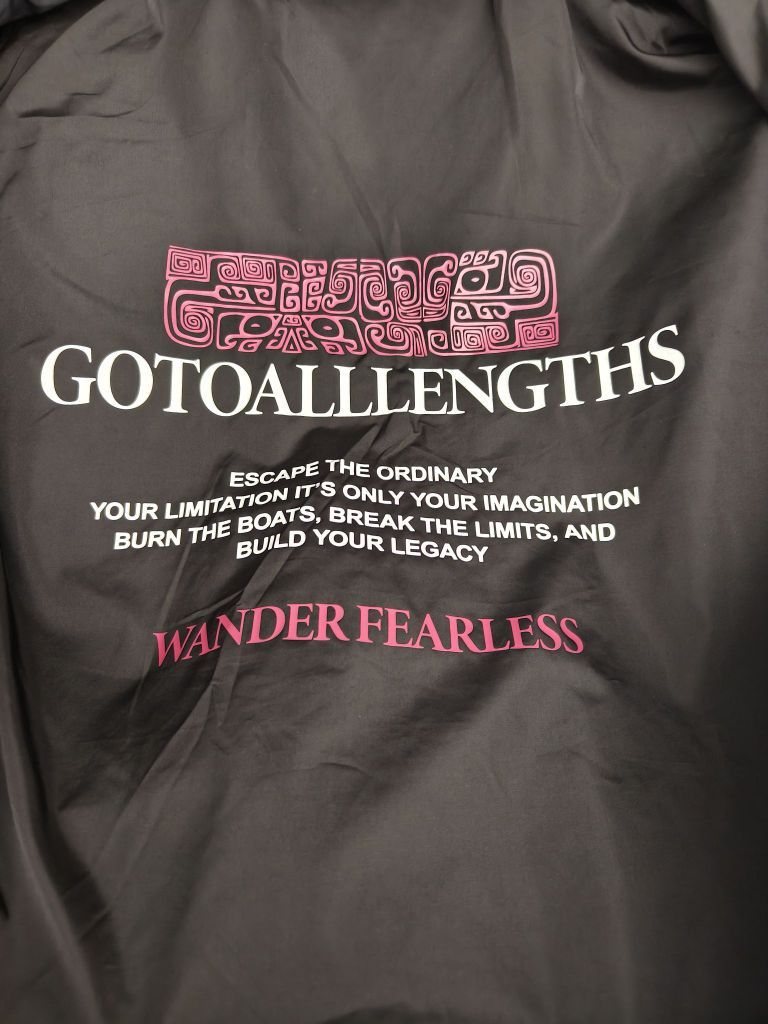 GOTOALLLENGTHS
ESCAPE THE ORDINARY
YOUR LIMITATION IT'S ONLY YOUR IMAGINATION
BURN THE BOATS, BREAK THE LIMITS, AND
BUILD YOUR LEGACY
WANDER FEARLESS